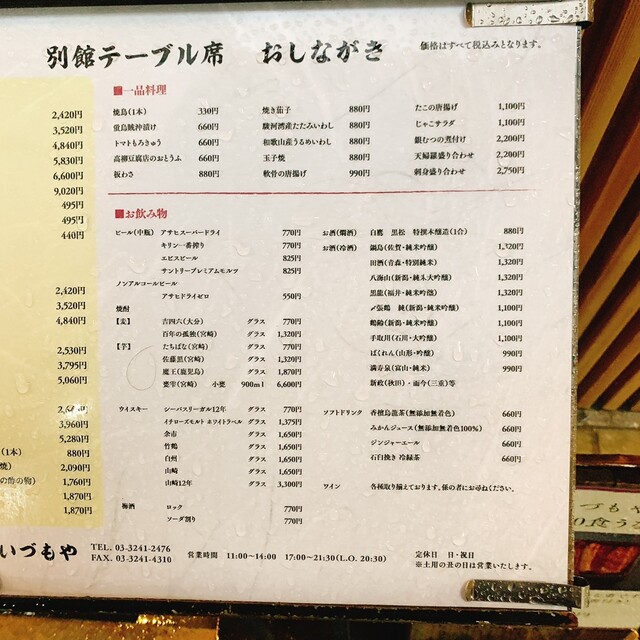 別館テーブル席　おしながき　価格はすべて税込みとなります。
2,420円
3,520円
4,840円
5,830円
6,600円
9,020円
495円
495円
440円
2,420円
3,520円
4,840円
2,530円
3,795円
5,060円
3,960円
5,280円
(1本) 880円
焼) 2,090円
の酢の物) 1,760円
1,870円
1,870円
■一品料理
焼鳥(1本) 330円 焼き茄子 880円 たこの唐揚げ 1,100円
蛍烏賊沖漬け 660円 駿河湾産たたみいわし 880円 じゃこサラダ 1,100円
トマトもろきゅう 660円 和歌山産うるめいわし 880円 鯛むつの煮付け 2,200円
高柳豆腐店のおとうふ 660円 玉子焼 880円 天婦羅盛り合わせ 2,200円
板わさ 880円 軟骨の唐揚げ 990円 刺身盛り合わせ 2,750円
■お飲み物
ビール(中瓶) アサヒスーパードライ 770円
キリン一番搾り 770円
エビスビール 825円
サントリープレミアムモルツ 825円
ノンアルコールビール
アサヒドライゼロ 550円
焼酎
【麦】 吉四六(大分) グラス 770円
百年の孤独(宮崎) グラス 1,320円
【芋】 たちばな(宮崎) グラス 770円
佐藤黒(宮崎) グラス 1,320円
魔王(鹿児島) グラス 1,870円
甕雫(宮崎) 小甕 900ml 6,600円
ウイスキー シーバスリーガル12年 グラス 770円
イチローズモルト ホワイトラベル グラス 1,375円
余市 グラス 1,650円
竹鶴 グラス 1,650円
白州 グラス 1,650円
山崎 グラス 1,650円
山崎12年 グラス 3,300円
梅酒 ロック 770円
ソーダ割り 770円
お酒(燗酒) 白鷹 黒松 特撰本醸造(1合) 880円
お酒(冷酒) 鍋島(佐賀・純米吟醸) 1,320円
田酒(青森・特別純米) 1,320円
八海山(新潟・純米大吟醸) 1,320円
黒龍(福井・純米吟醸) 1,320円
〆張鶴 純(新潟・純米吟醸) 1,100円
鶴齢(新潟・純米吟醸) 1,100円
手取川(石川・大吟醸) 1,100円
ばくれん(山形・吟醸) 990円
満寿泉(富山・純米) 990円
新政(秋田)・而今(三重)等
ソフトドリンク 香檳烏龍茶(無添加無着色) 660円
みかんジュース(無添加無着色100%) 660円
ジンジャーエール 660円
石臼挽き 冷緑茶 660円
ワイン 各種取り揃えております。係の者にお尋ねください。
いづもや TEL. 03-3241-2476 営業時間 11:00〜14:00 17:00〜21:30(L.O. 20:30) 定休日 日・祝日
FAX. 03-3241-4310 ※土用の丑の日は営業いたします。
づもや